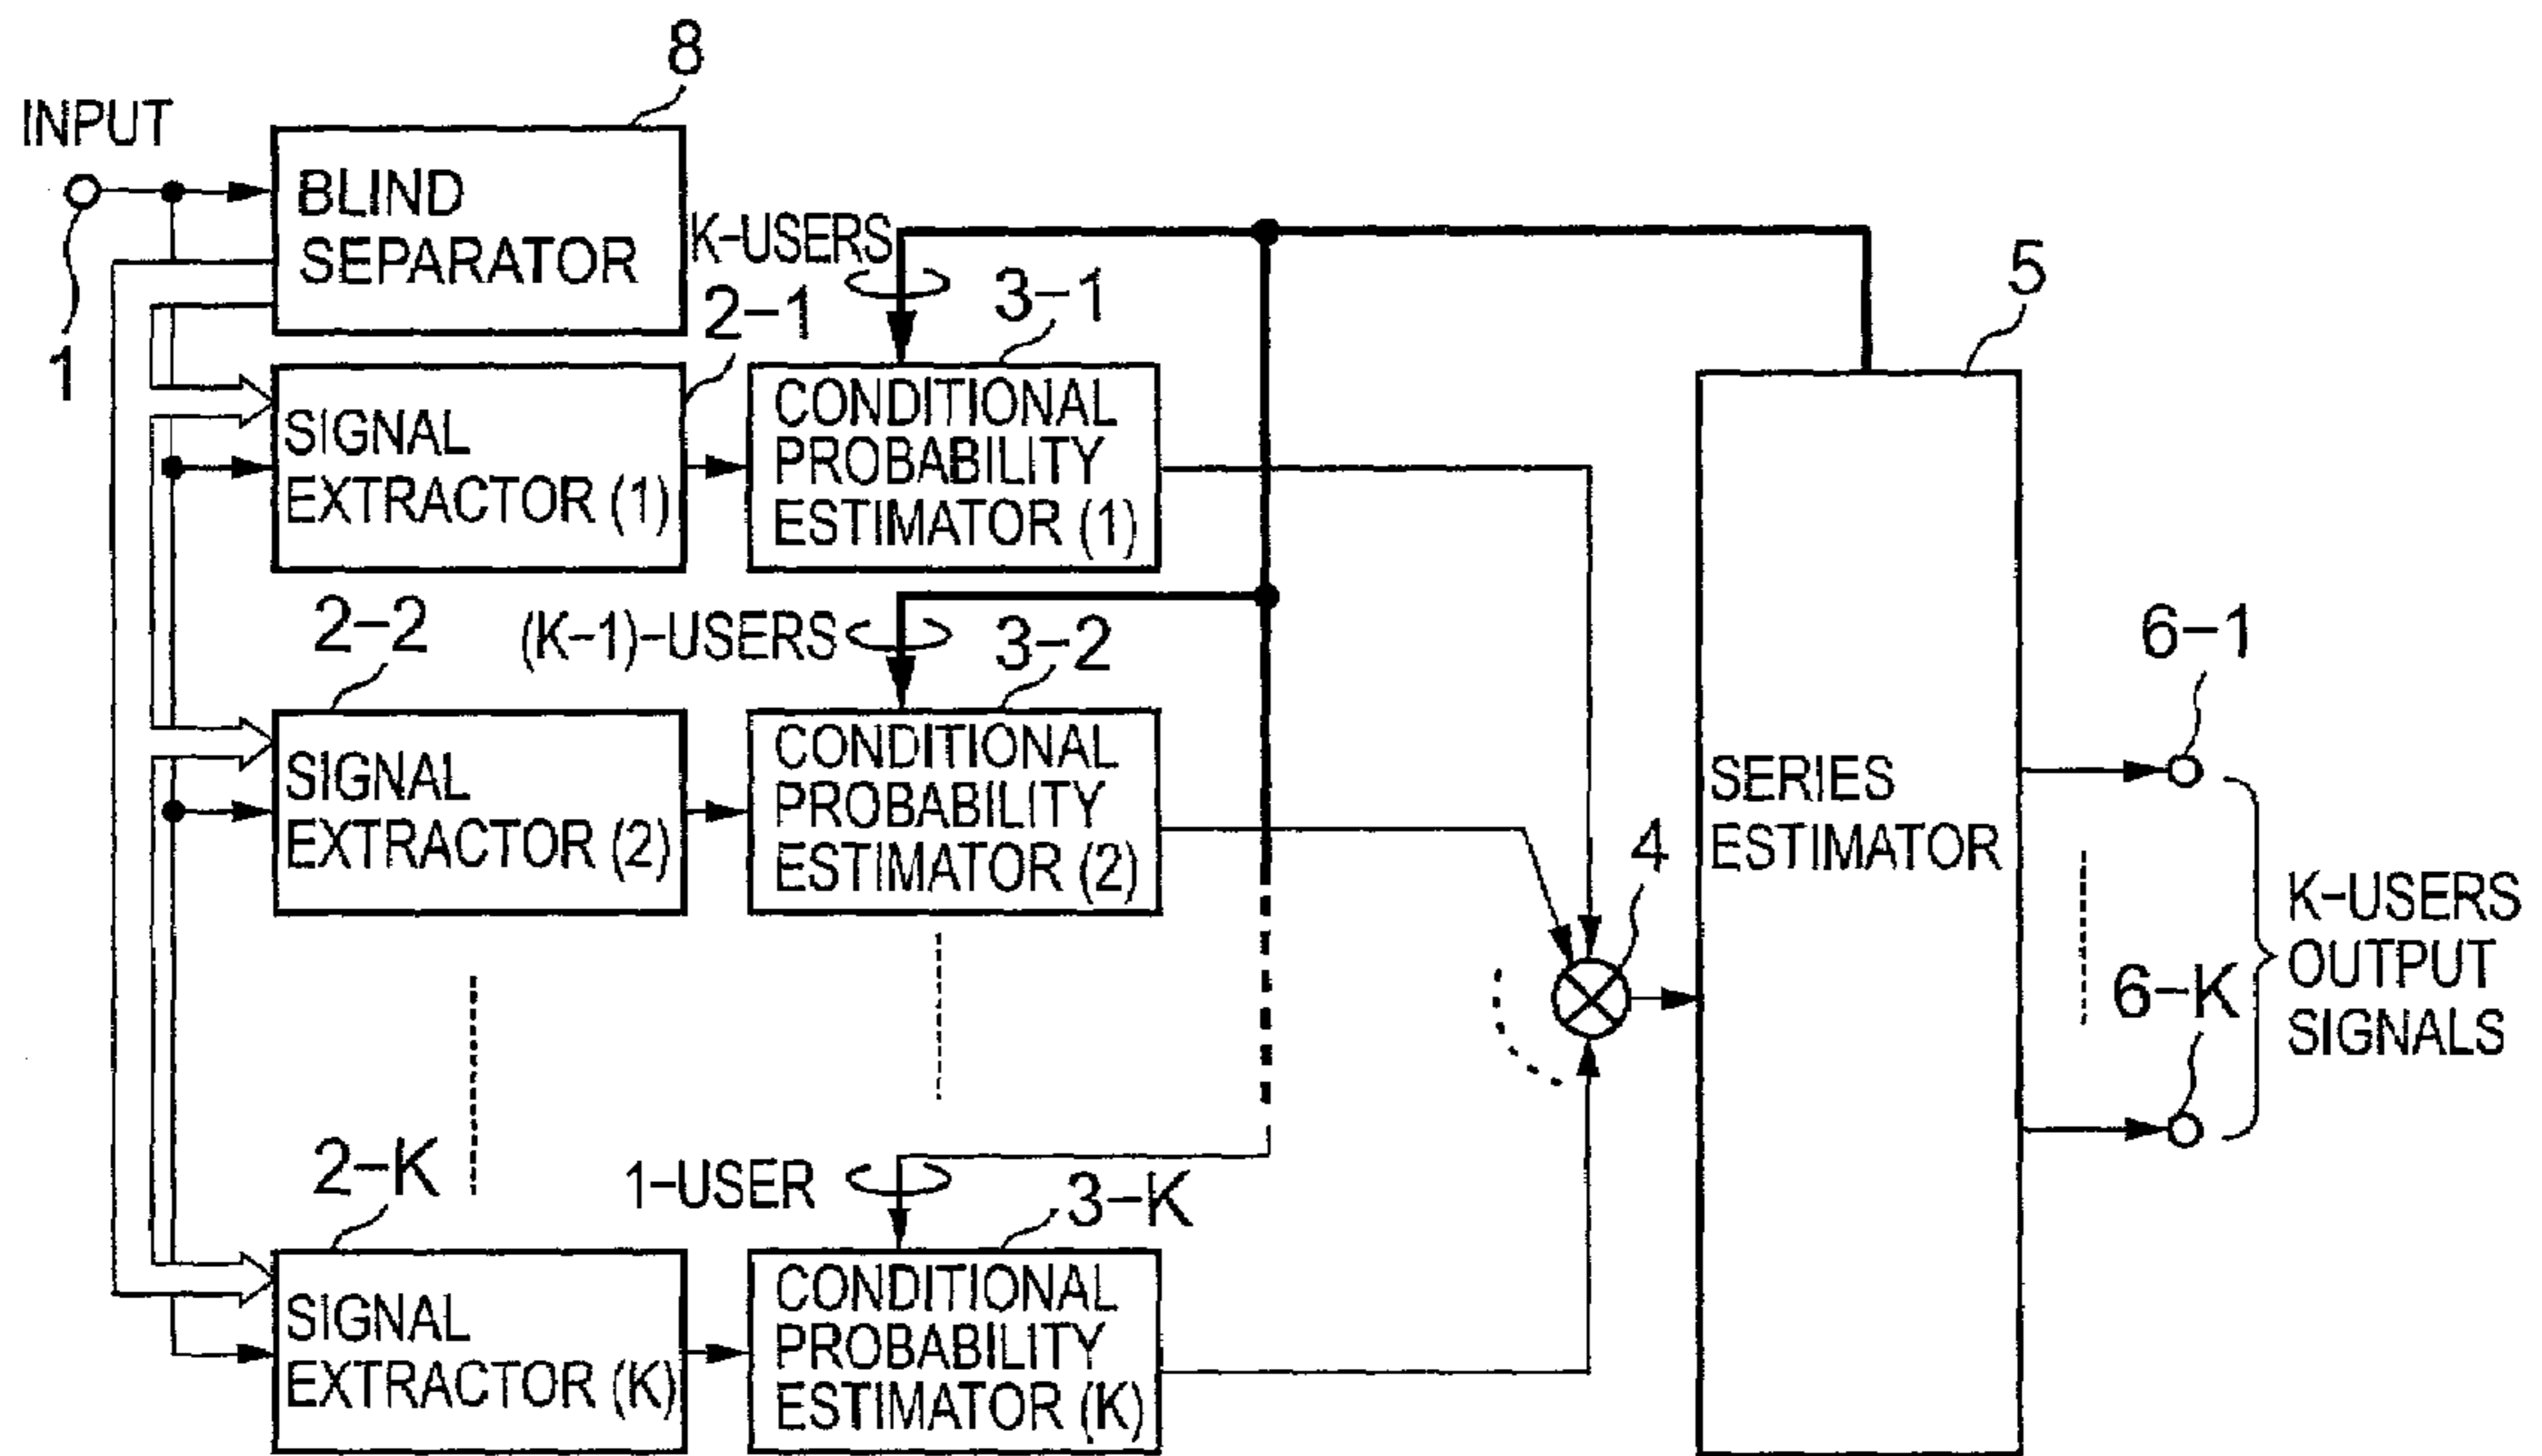 8
INPUT
BLIND
SEPARATOR
1
K-USERS
2-1
3-1
5
SIGNAL
EXTRACTOR (1)
CONDITIONAL
PROBABILITY
ESTIMATOR (1)
2-2
(K-1)-USERS
3-2
6-1
SIGNAL
EXTRACTOR (2)
CONDITIONAL
PROBABILITY
ESTIMATOR (2)
4
SERIES
ESTIMATOR
6-K
K-USERS
OUTPUT
SIGNALS
2-K
1-USER
3-K
SIGNAL
EXTRACTOR (K)
CONDITIONAL
PROBABILITY
ESTIMATOR (K)